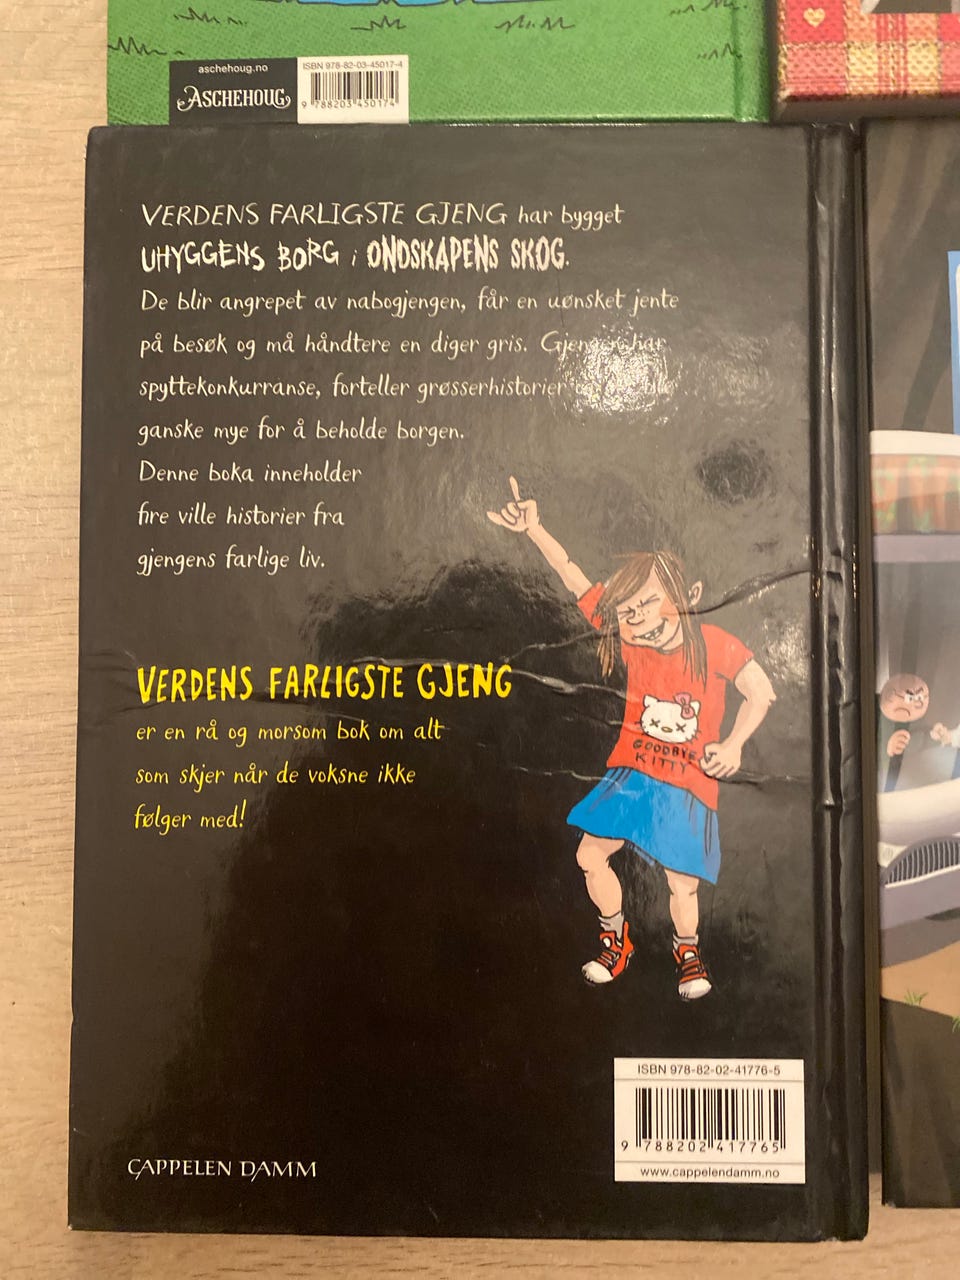 aschehoug.no
ASCHEHOUG
ISBN 978-82-03-45017-4
9 788203 450174
VERDENS FARLIGSTE GJENG har bygget
UHYGGENS BORG i ONDSKAPENS SKOG.
De blir angrepet av nabogjengen, får en uønsket jente
på besøk og må håndtere en diger gris. Gjengen har
spyttekonkurranse, forteller grøsserhistorier
ganske mye for å beholde borgen.
Denne boka inneholder
fire ville historier fra
gjengens farlige liv.
VERDENS FARLIGSTE GJENG
er en rå og morsom bok om alt
som skjer når de voksne ikke
følger med!
GOODBYE
KITTY
ISBN 978-82-02-41776-5
9 788202 417765
www.cappelendamm.no
CAPPELEN DAMM